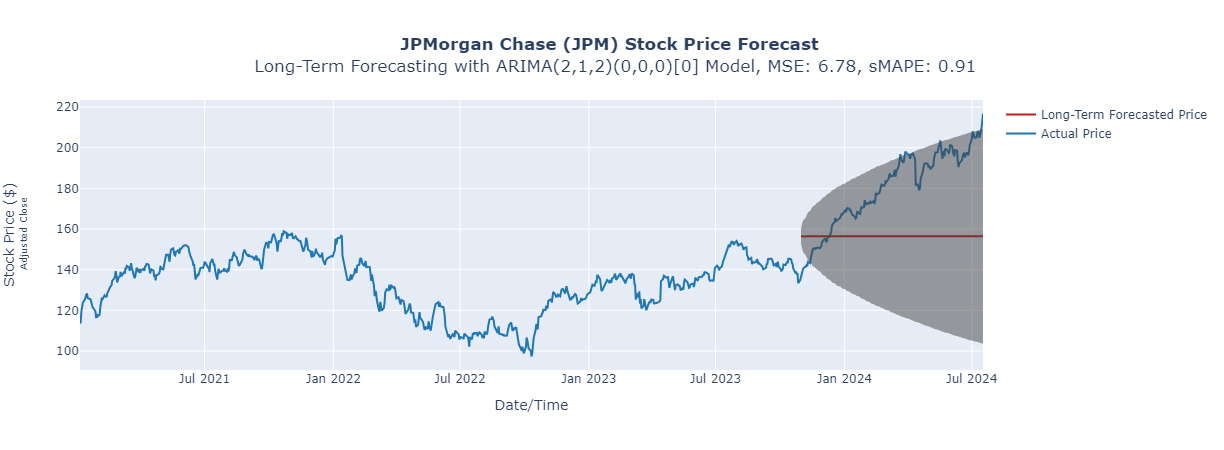 JPMorgan Chase (JPM) Stock Price Forecast
Long-Term Forecasting with ARIMA(2,1,2)(0,0,0)[0] Model, MSE: 6.78, sMAPE: 0.91
Long-Term Forecasted Price
Actual Price
Stock Price ($)
Adjusted Close
220
200
180
160
140
120
100
Jul 2021
Jan 2022
Jul 2022
Jan 2023
Jul 2023
Jan 2024
Jul 2024
Date/Time